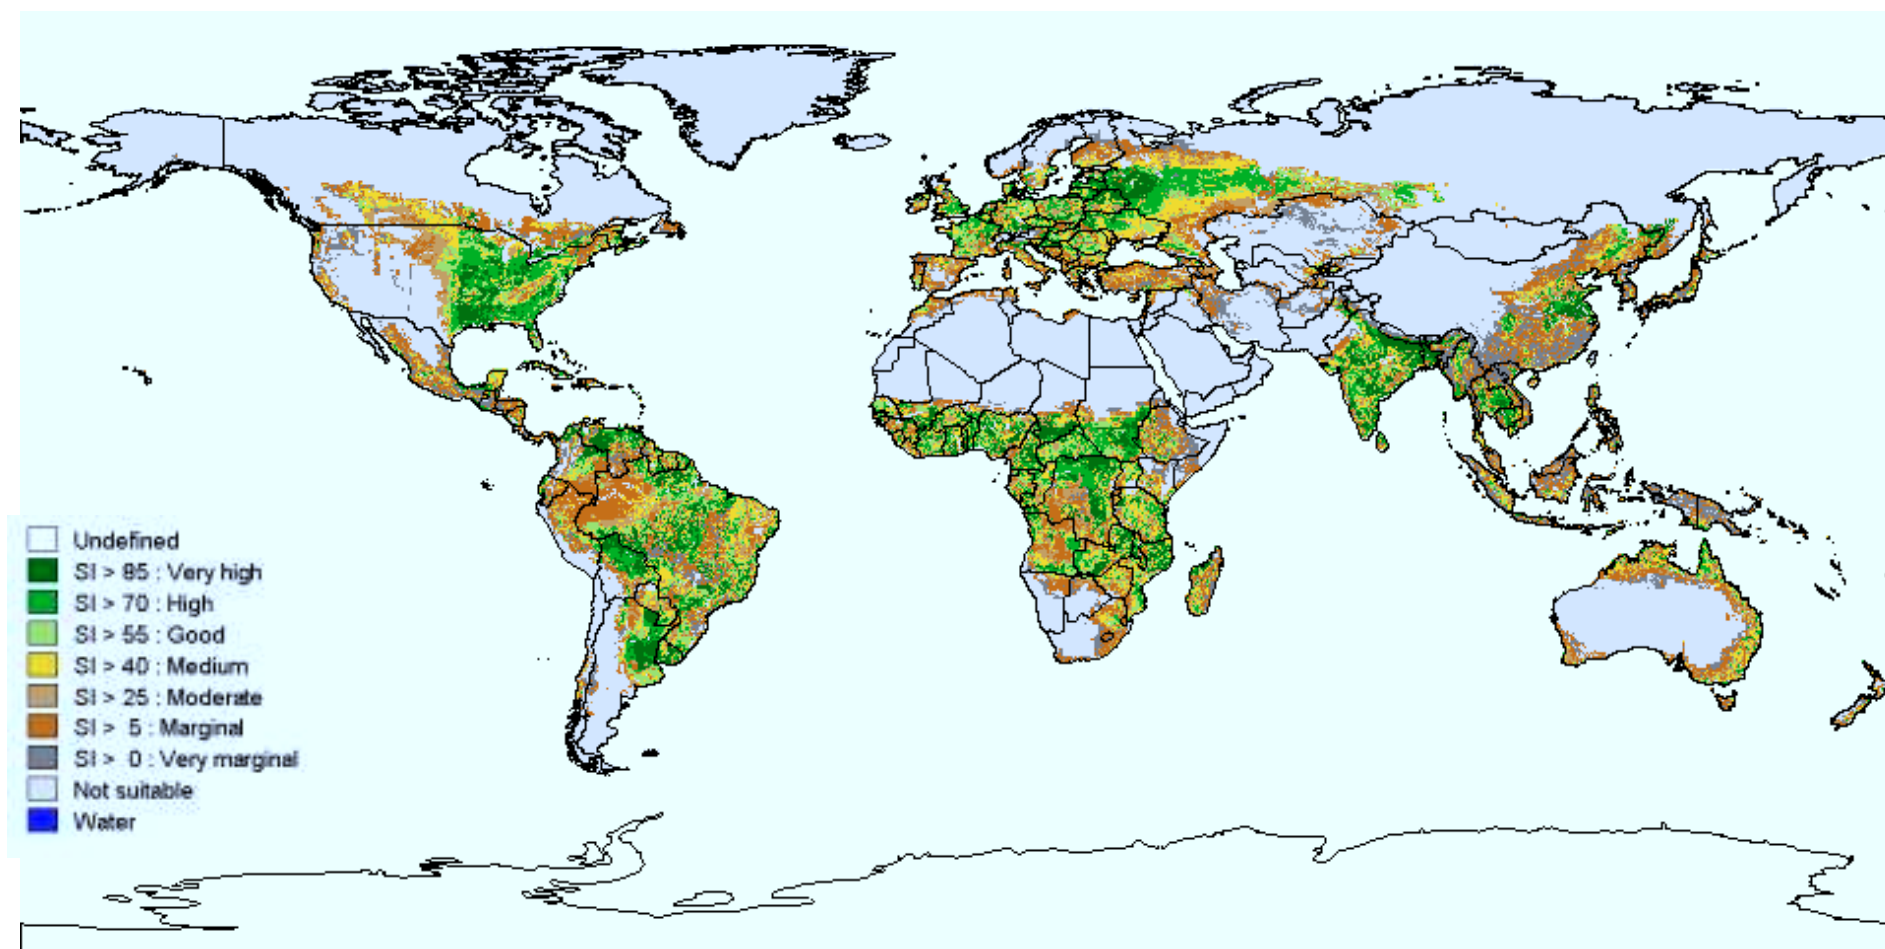 Undefined
SI > 85 : Very high
SI > 70 : High
SI > 55 : Good
SI > 40 : Medium
SI > 25 : Moderate
SI > 5 : Marginal
SI > 0 : Very marginal
Not suitable
Water